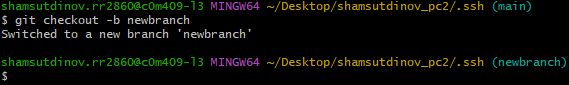 shamsutdinov.rr2860@c0m409-l3 MINGW64 ~/Desktop/shamsutdinov_pc2/.ssh (main)
$ git checkout -b newbranch
Switched to a new branch 'newbranch'
shamsutdinov.rr2860@c0m409-l3 MINGW64 ~/Desktop/shamsutdinov_pc2/.ssh (newbranch)
$